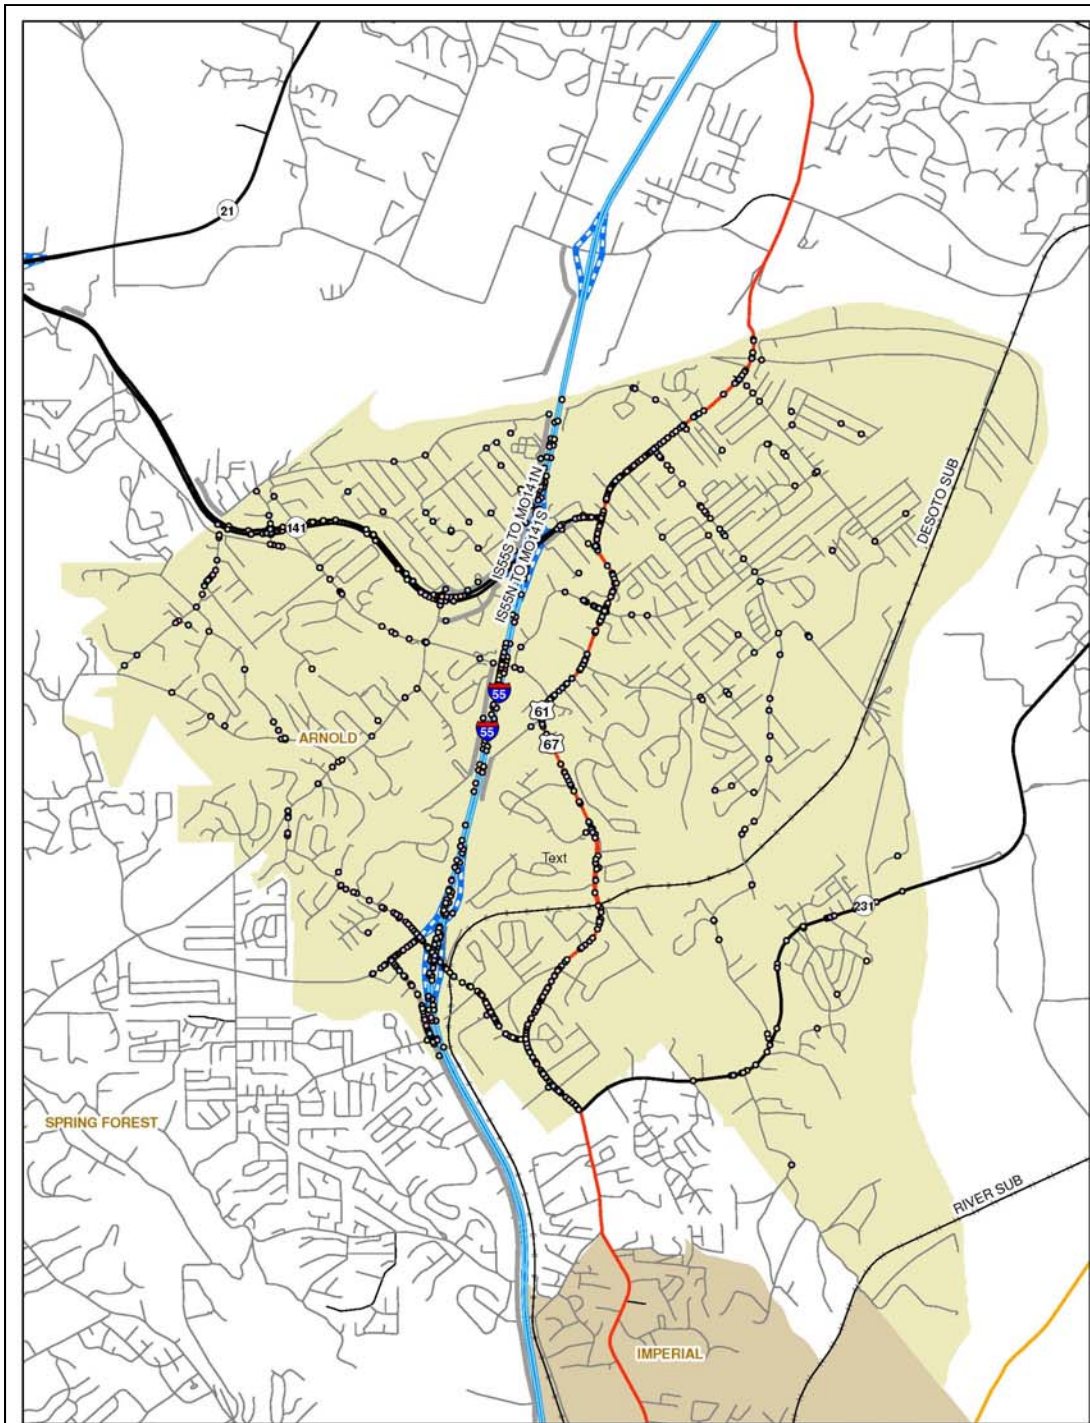 21
DESOTO SUB
IS55S TO MO141N
IS55N TO MO141S
141
55
61
55
ARNOLD
67
Text
231
SPRING FOREST
RIVER SUB
IMPERIAL